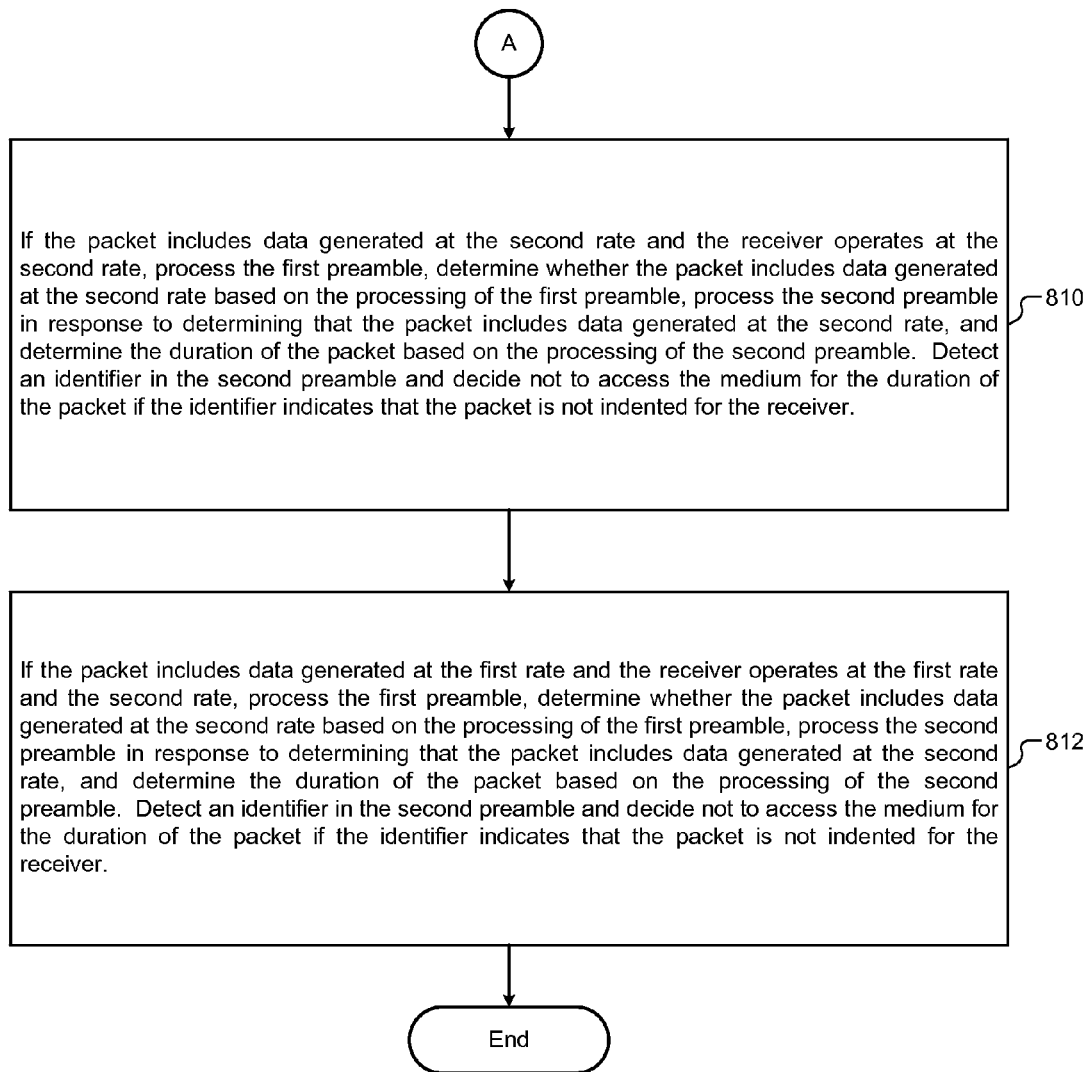 A
If the packet includes data generated at the second rate and the receiver operates at the
second rate, process the first preamble, determine whether the packet includes data generated
at the second rate based on the processing of the first preamble, process the second preamble
in response to determining that the packet includes data generated at the second rate, and
determine the duration of the packet based on the processing of the second preamble. Detect
an identifier in the second preamble and decide not to access the medium for the duration of
the packet if the identifier indicates that the packet is not indented for the receiver.
810
If the packet includes data generated at the first rate and the receiver operates at the first rate
and the second rate, process the first preamble, determine whether the packet includes data
generated at the second rate based on the processing of the first preamble, process the second
preamble in response to determining that the packet includes data generated at the second
rate, and determine the duration of the packet based on the processing of the second
preamble. Detect an identifier in the second preamble and decide not to access the medium for
the duration of the packet if the identifier indicates that the packet is not indented for the
receiver.
812
End